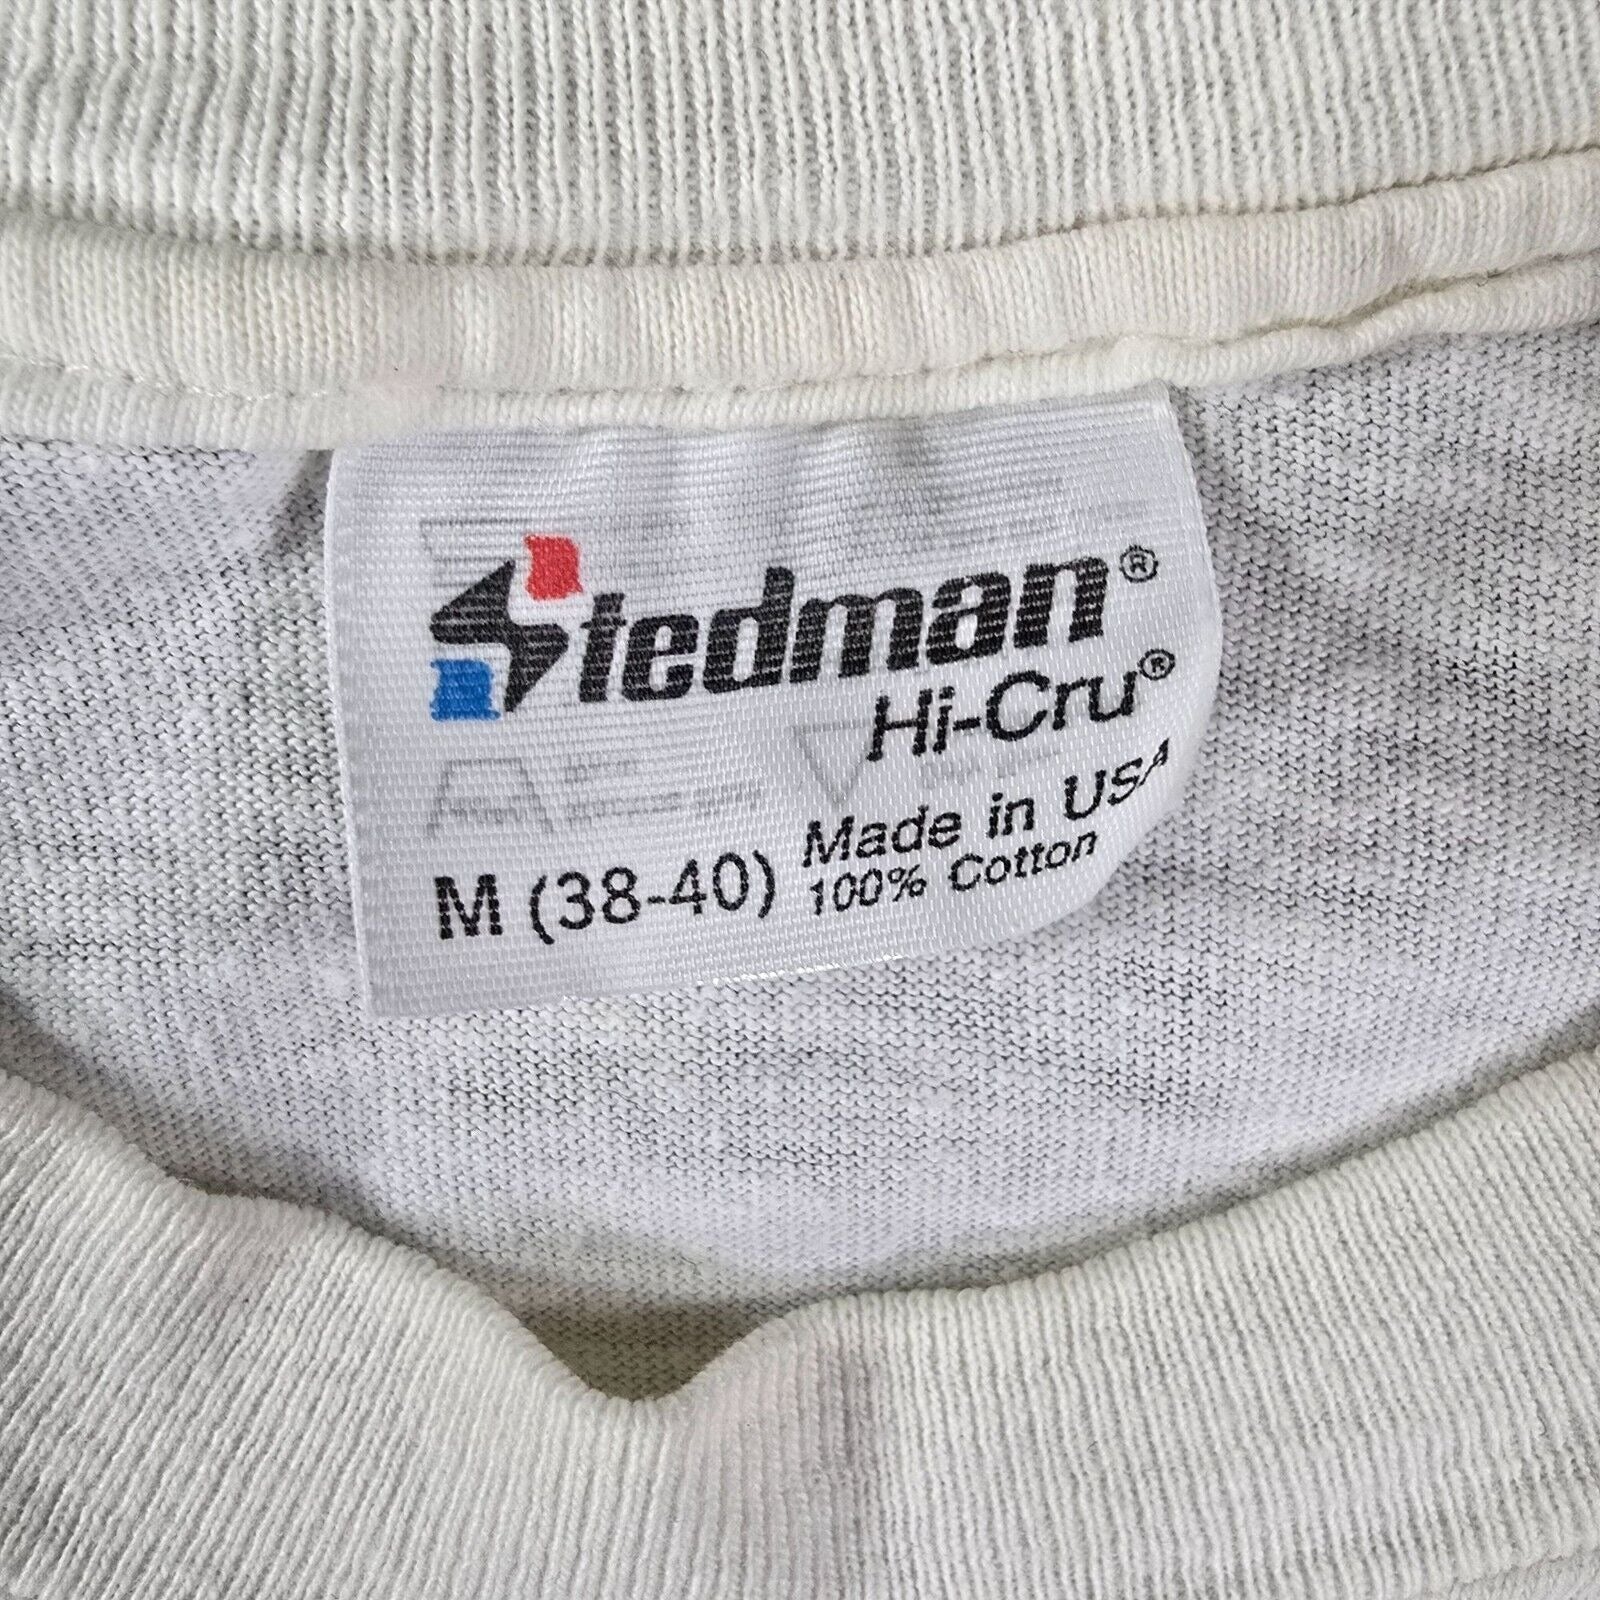 Stedman®
Hi-Cru®
Made in USA
M (38-40) 100% Cotton